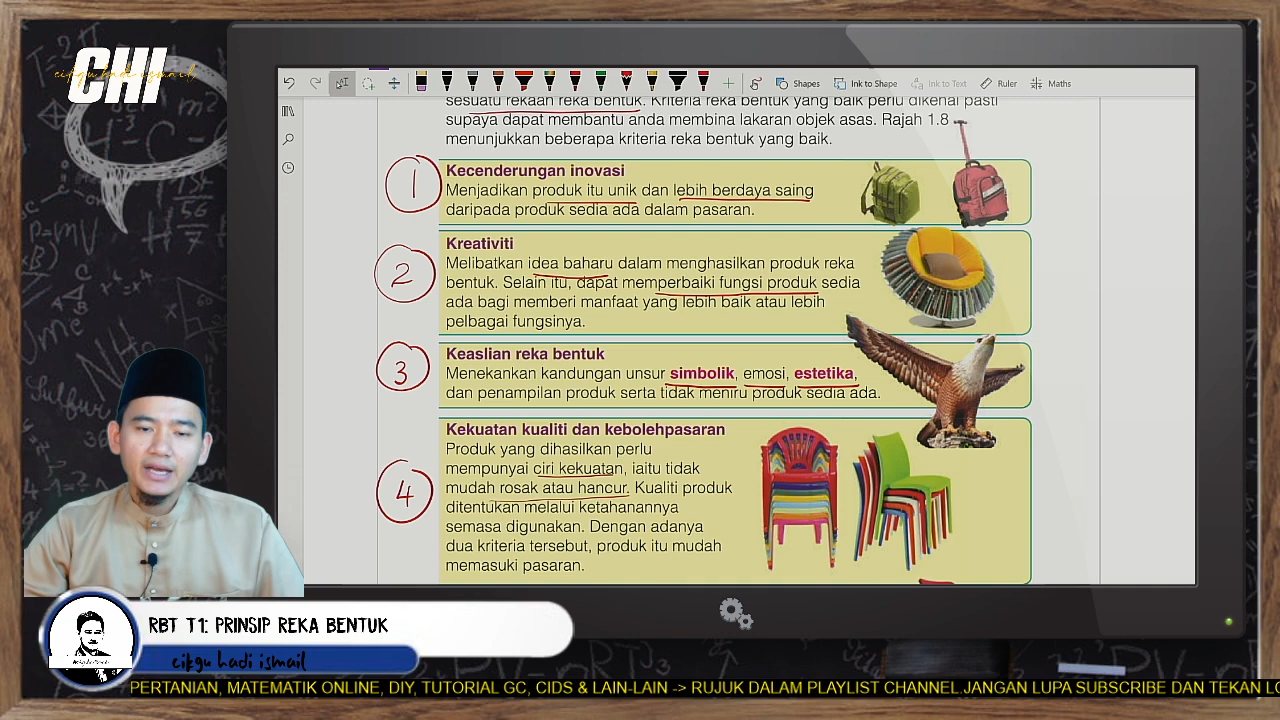 CHI
cikgu hadi ismail
Shapes
Ink to Shape
Ink to Text
Ruler
Maths
sesuatu rekaan reka bentuk. Kriteria reka bentuk yang baik perlu dikenal pasti
supaya dapat membantu anda membina lakaran objek asas. Rajah 1.8
menunjukkan beberapa kriteria reka bentuk yang baik.
1
Kecenderungan inovasi
Menjadikan produk itu unik dan lebih berdaya saing
daripada produk sedia ada dalam pasaran.
2
Kreativiti
Melibatkan idea baharu dalam menghasilkan produk reka
bentuk. Selain itu, dapat memperbaiki fungsi produk sedia
ada bagi memberi manfaat yang lebih baik atau lebih
pelbagai fungsinya.
3
Keaslian reka bentuk
Menekankan kandungan unsur simbolik, emosi, estetika,
dan penampilan produk serta tidak meniru produk sedia ada.
4
Kekuatan kualiti dan kebolehpasaran
Produk yang dihasilkan perlu
mempunyai ciri kekuatan, iaitu tidak
mudah rosak atau hancur. Kualiti produk
ditentukan melalui ketahanannya
semasa digunakan. Dengan adanya
dua kriteria tersebut, produk itu mudah
memasuki pasaran.
RBT T1: PRINSIP REKA BENTUK
cikgu hadi ismail
PERTANIAN, MATEMATIK ONLINE, DIY, TUTORIAL GC, CIDS & LAIN-LAIN -> RUJUK DALAM PLAYLIST CHANNEL.JANGAN LUPA SUBSCRIBE DAN TEKAN LO